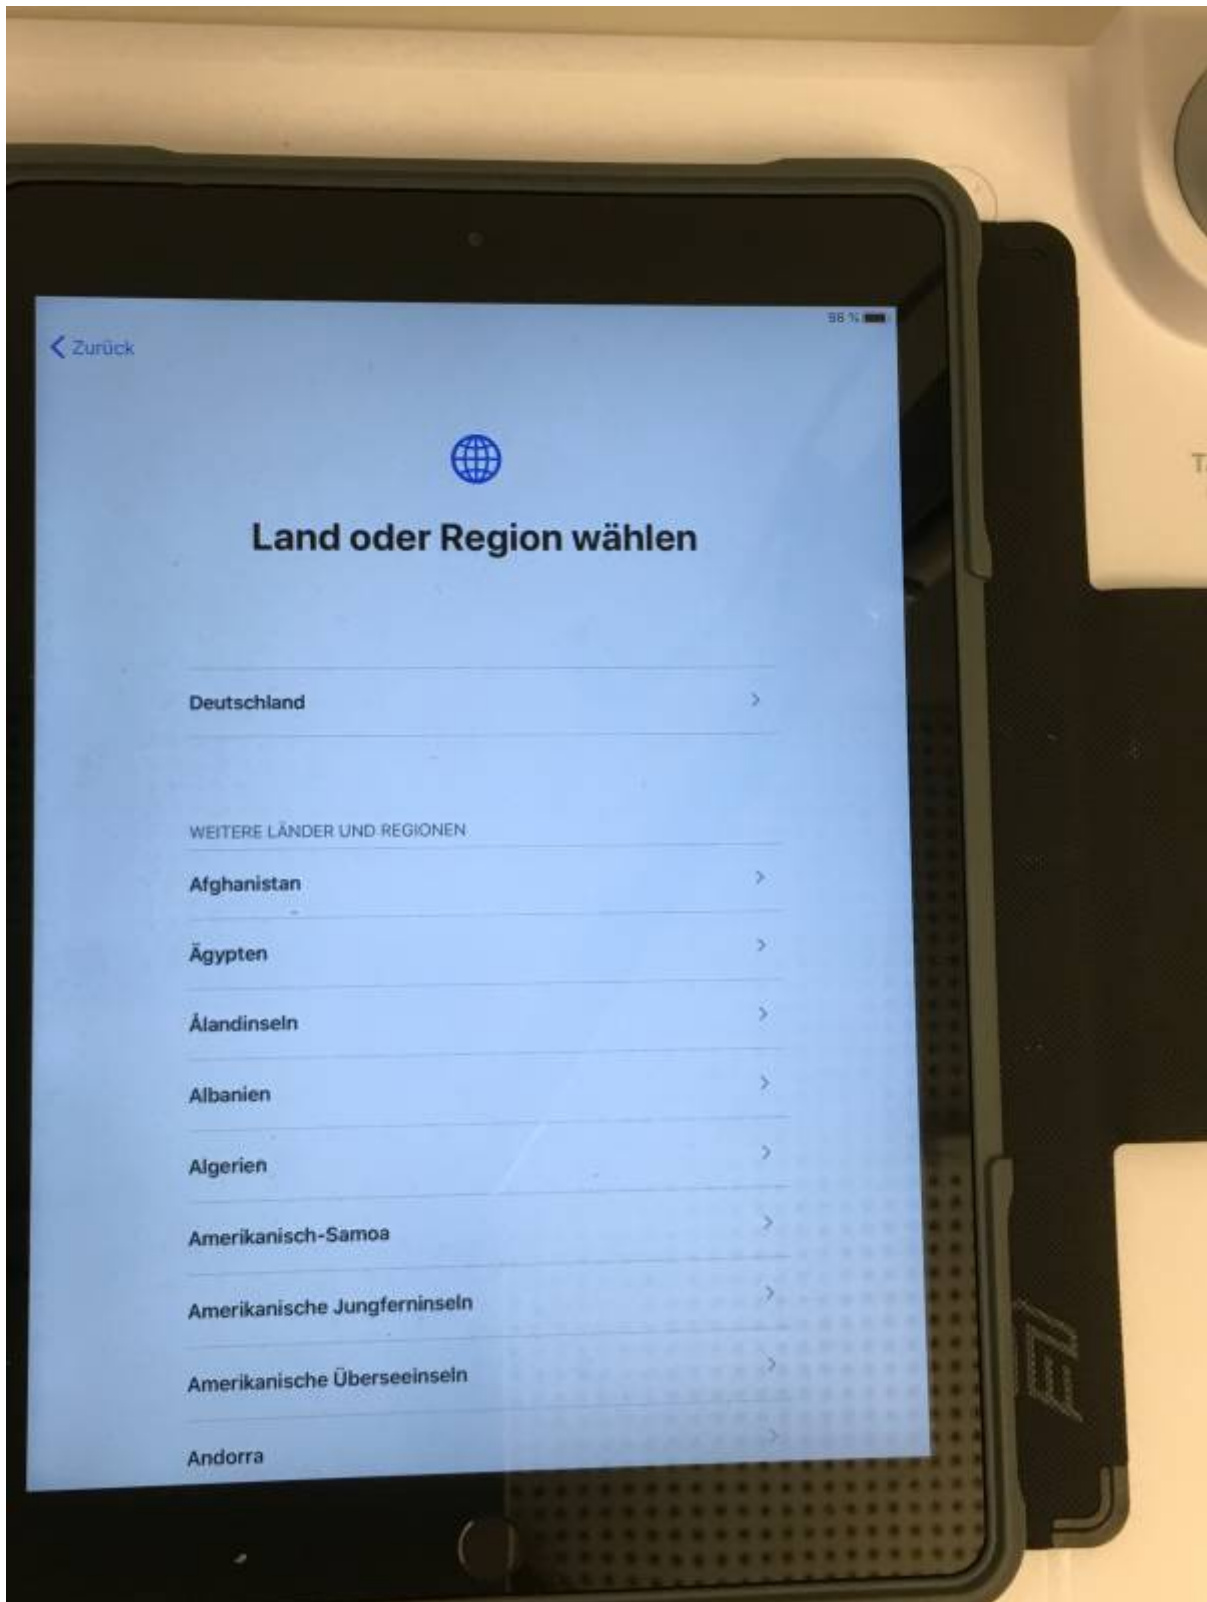 98 %
Zurück
Land oder Region wählen
Deutschland
WEITERE LÄNDER UND REGIONEN
Afghanistan
Ägypten
Ålandinseln
Albanien
Algerien
Amerikanisch-Samoa
Amerikanische Jungferninseln
Amerikanische Überseeinseln
Andorra